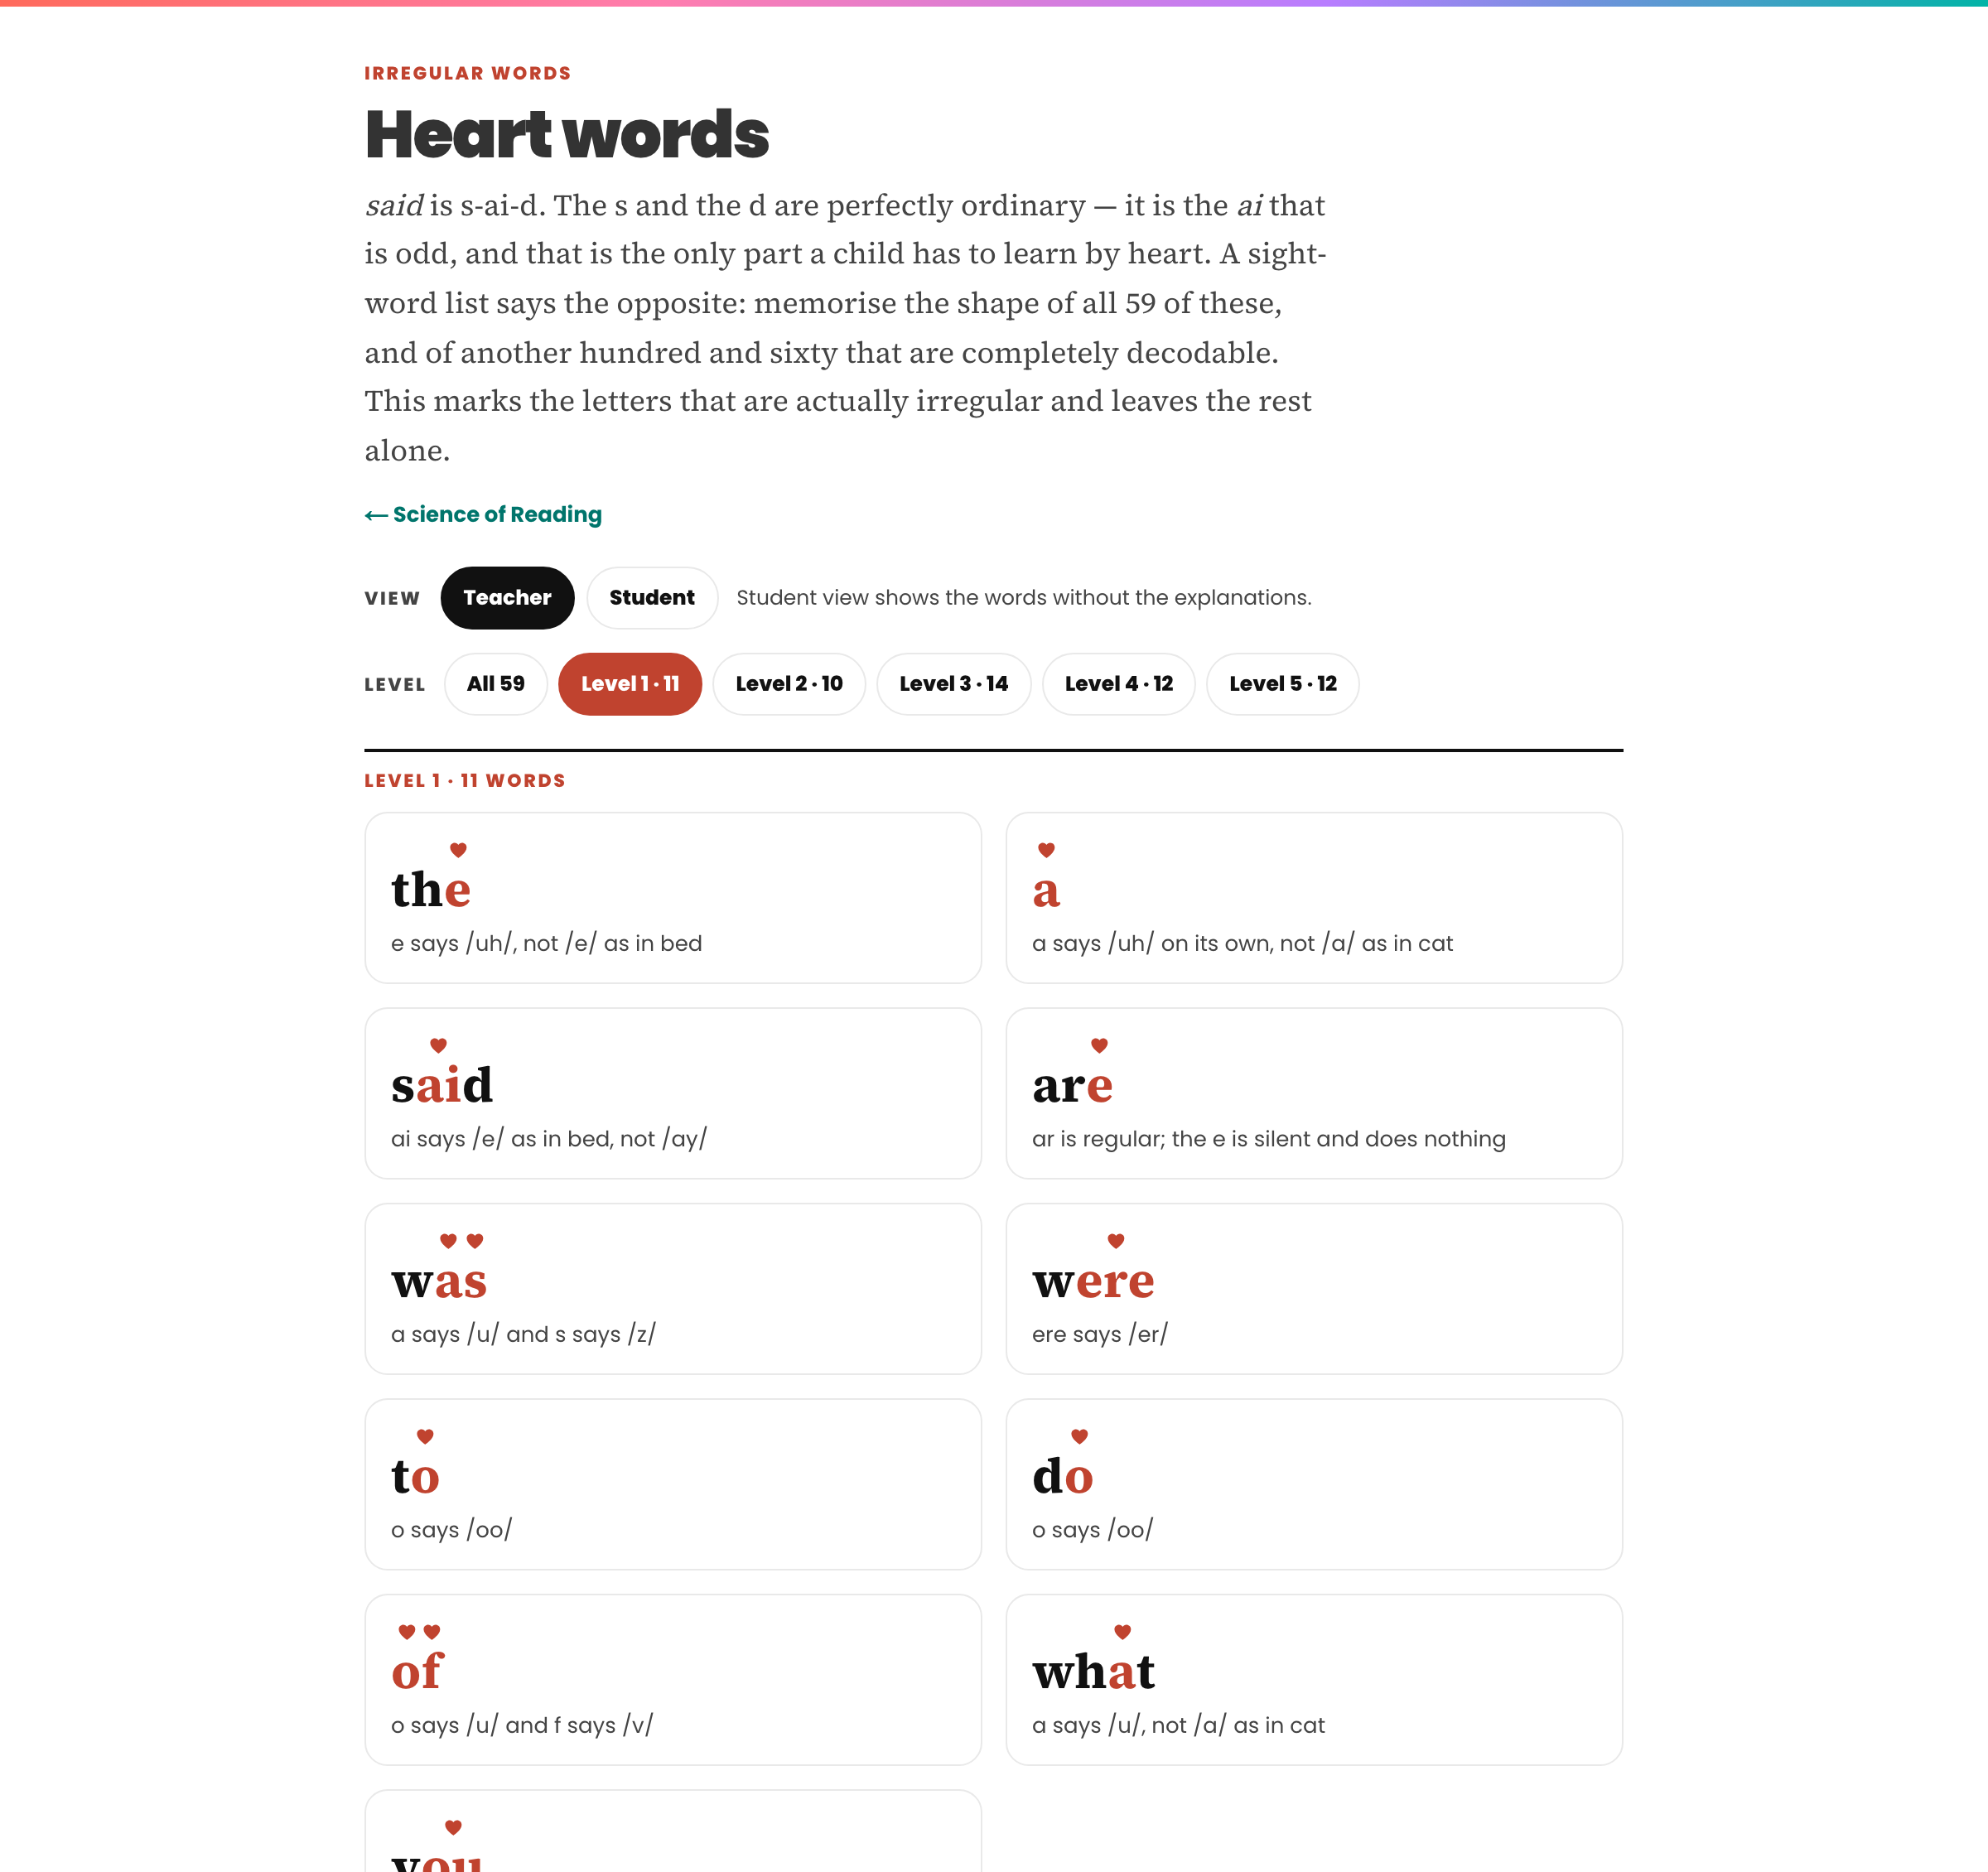 IRREGULAR WORDS
Heart words
said is s-ai-d. The s and the d are perfectly ordinary — it is the ai that
is odd, and that is the only part a child has to learn by heart. A sight-
word list says the opposite: memorise the shape of all 59 of these,
and of another hundred and sixty that are completely decodable.
This marks the letters that are actually irregular and leaves the rest
alone.
← Science of Reading
VIEW Teacher Student Student view shows the words without the explanations.
LEVEL All 59 Level 1 · 11 Level 2 · 10 Level 3 · 14 Level 4 · 12 Level 5 · 12
LEVEL 1 · 11 WORDS
the
e says /uh/, not /e/ as in bed
a
a says /uh/ on its own, not /a/ as in cat
said
ai says /e/ as in bed, not /ay/
are
ar is regular; the e is silent and does nothing
was
a says /u/ and s says /z/
were
ere says /er/
to
o says /oo/
do
o says /oo/
of
o says /u/ and f says /v/
what
a says /u/, not /a/ as in cat
you